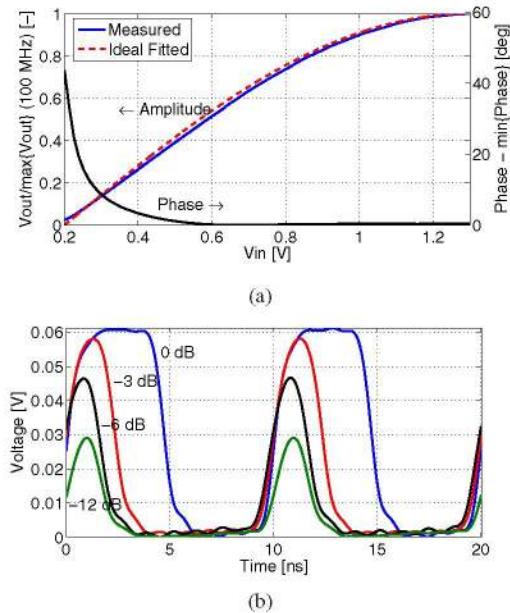 Measured
Ideal Fitted
Vout/max{Vout} (100 MHz) [-]
1
0.8
0.6
0.4
0.2
0
← Amplitude
Phase →
60
40
20
0
Phase - min{Phase} [deg]
0.2 0.4 0.6 0.8 1 1.2
Vin [V]
(a)
Voltage [V]
0.06
0.05
0.04
0.03
0.02
0.01
0
0 dB
-3 dB
-6 dB
-12 dB
0 5 10 15 20
Time [ns]
(b)